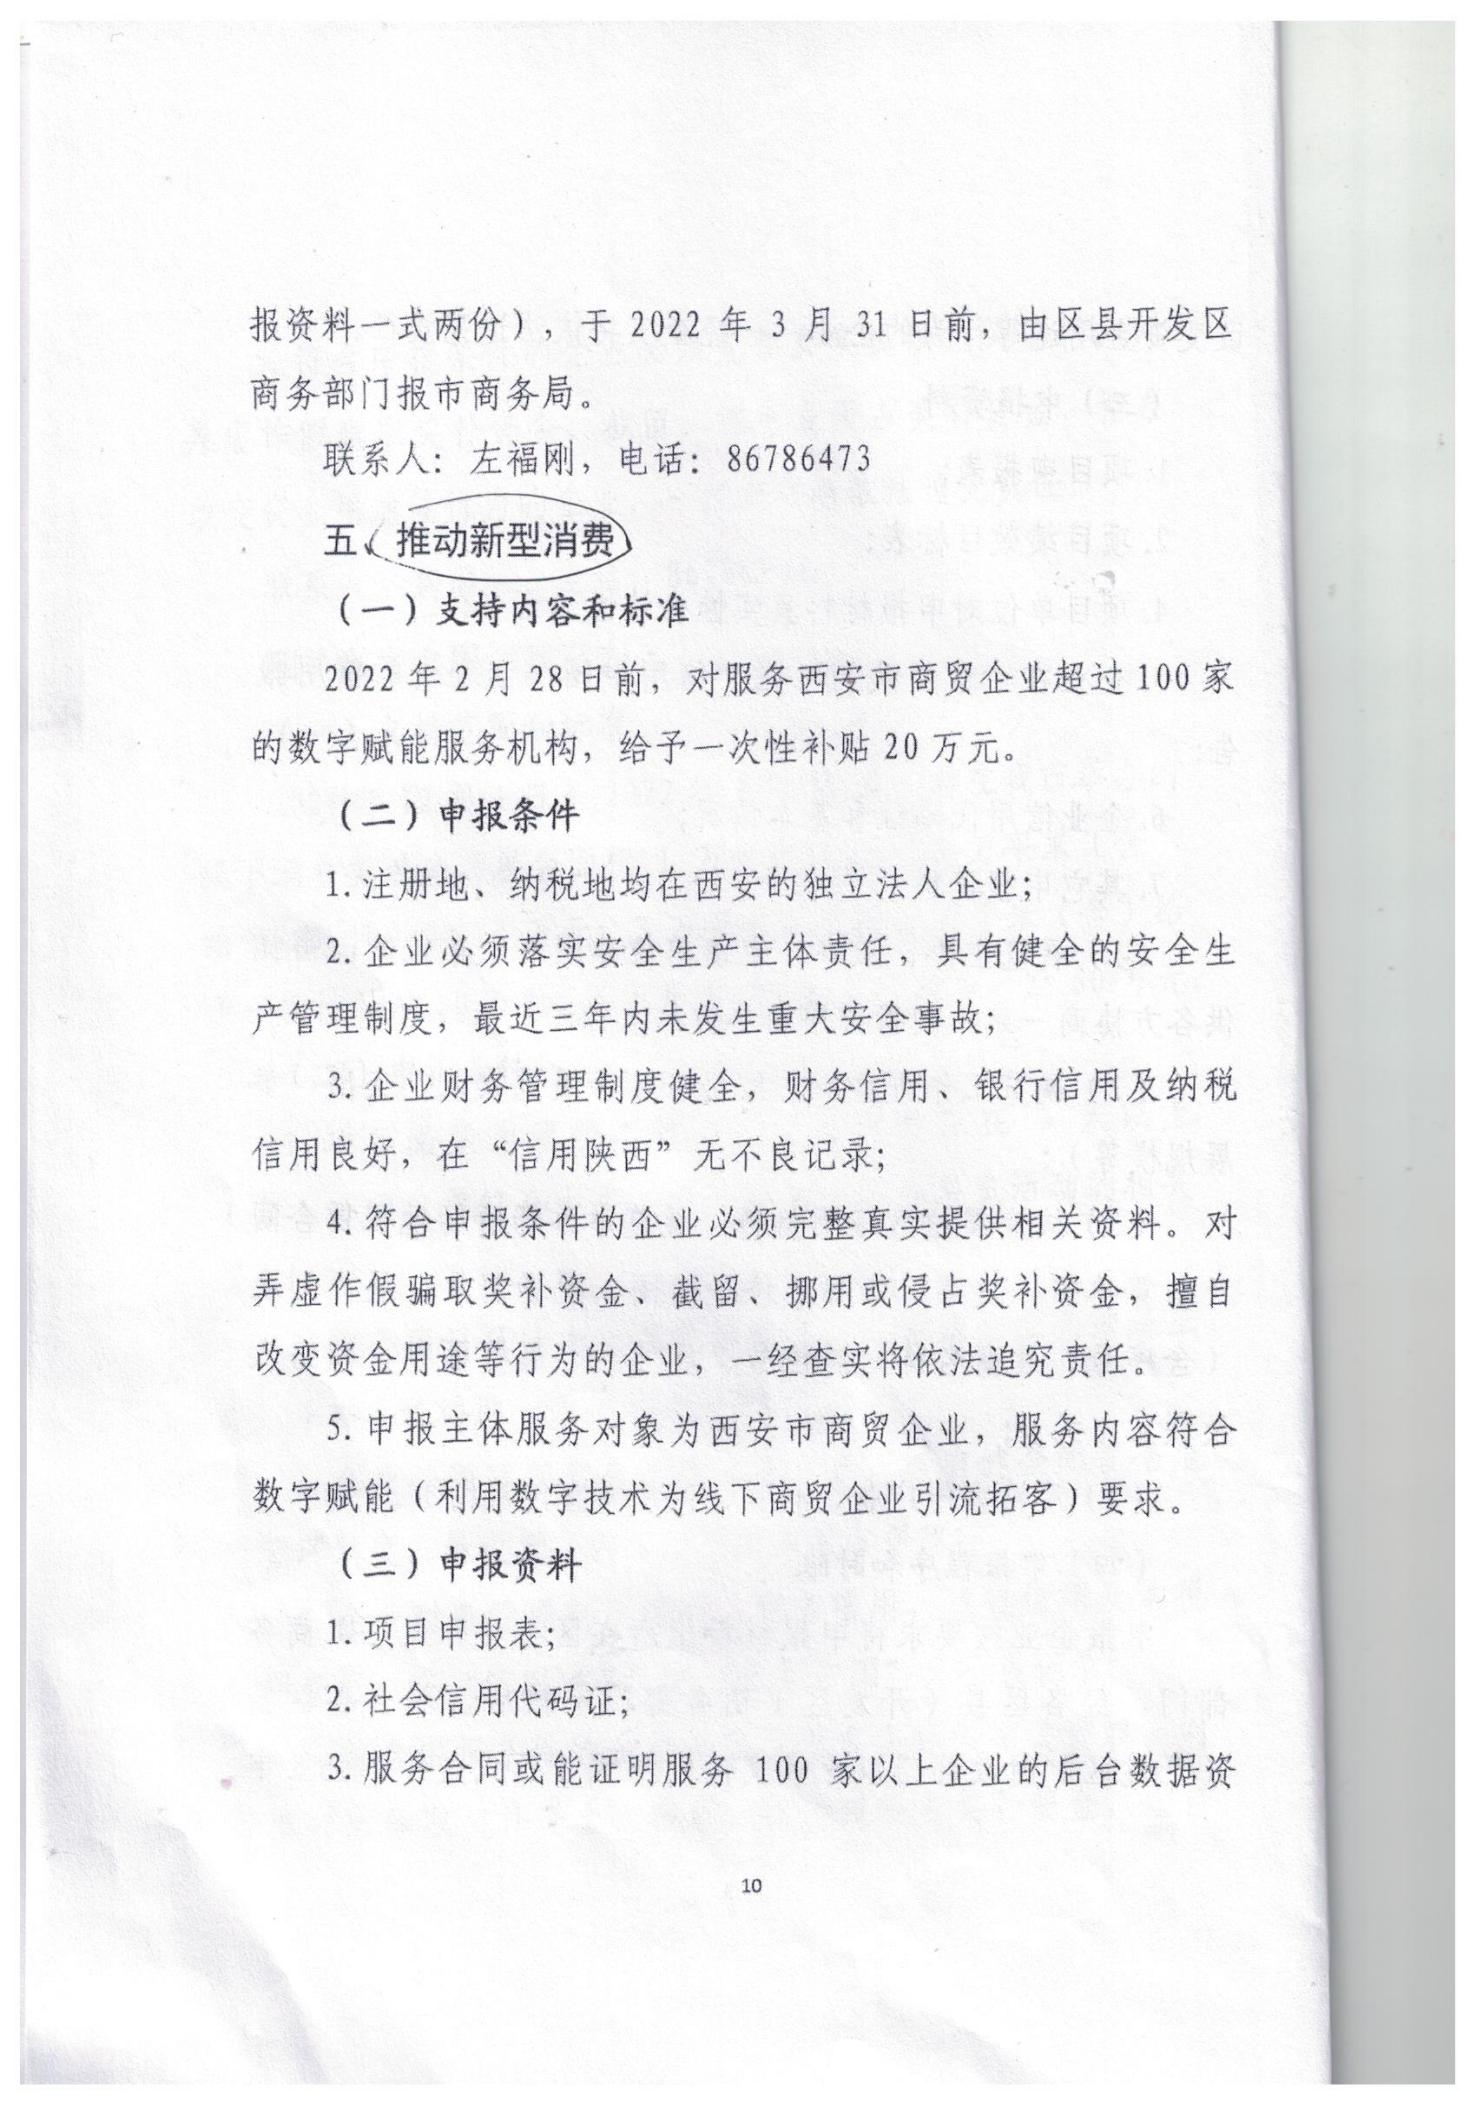 报资料一式两份），于 2022 年 3 月 31 日前，由区县开发区
商务部门报市商务局。
联系人：左福刚，电话：86786473
五、推动新型消费
（一）支持内容和标准
2022 年 2 月 28 日前，对服务西安市商贸企业超过 100 家
的数字赋能服务机构，给予一次性补贴 20 万元。
（二）申报条件
1. 注册地、纳税地均在西安的独立法人企业；
2. 企业必须落实安全生产主体责任，具有健全的安全生
产管理制度，最近三年内未发生重大安全事故；
3. 企业财务管理制度健全，财务信用、银行信用及纳税
信用良好，在“信用陕西”无不良记录；
4. 符合申报条件的企业必须完整真实提供相关资料。对
弄虚作假骗取奖补资金、截留、挪用或侵占奖补资金，擅自
改变资金用途等行为的企业，一经查实将依法追究责任。
5. 申报主体服务对象为西安市商贸企业，服务内容符合
数字赋能（利用数字技术为线下商贸企业引流拓客）要求。
（三）申报资料
1. 项目申报表；
2. 社会信用代码证；
3. 服务合同或能证明服务 100 家以上企业的后台数据资
10